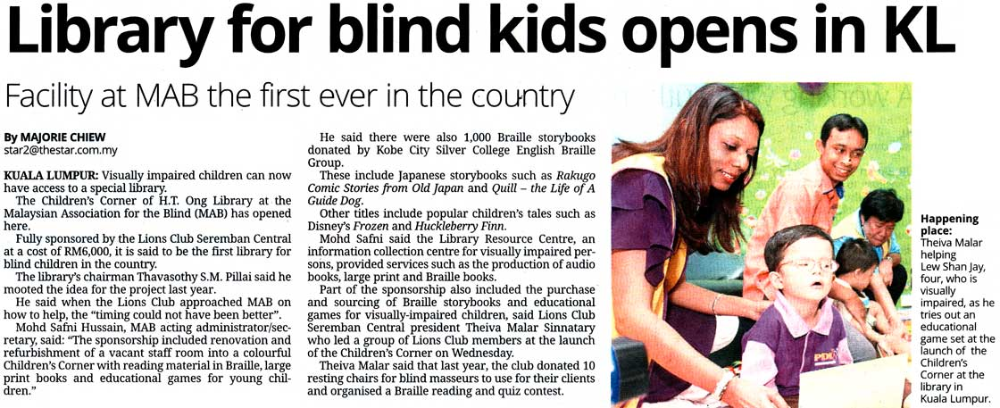 Library for blind kids opens in KL
Facility at MAB the first ever in the country
By MAJORIE CHIEW
star2@thestar.com.my
KUALA LUMPUR: Visually impaired children can now
have access to a special library.
The Children's Corner of H.T. Ong Library at the
Malaysian Association for the Blind (MAB) has opened
here.
Fully sponsored by the Lions Club Seremban Central
at a cost of RM6,000, it is said to be the first library for
blind children in the country.
The library's chairman Thavasothy S.M. Pillai said he
mooted the idea for the project last year.
He said when the Lions Club approached MAB on
how to help, the "timing could not have been better".
Mohd Safni Hussain, MAB acting administrator/sec-
retary, said: "The sponsorship included renovation and
refurbishment of a vacant staff room into a colourful
Children's Corner with reading material in Braille, large
print books and educational games for young chil-
dren."
He said there were also 1,000 Braille storybooks
donated by Kobe City Silver College English Braille
Group.
These include Japanese storybooks such as Rakugo
Comic Stories from Old Japan and Quill – the Life of A
Guide Dog.
Other titles include popular children's tales such as
Disney's Frozen and Huckleberry Finn.
Mohd Safni said the Library Resource Centre, an
information collection centre for visually impaired per-
sons, provided services such as the production of audio
books, large print and Braille books.
Part of the sponsorship also included the purchase
and sourcing of Braille storybooks and educational
games for visually-impaired children, said Lions Club
Seremban Central president Theiva Malar Sinnatary
who led a group of Lions Club members at the launch
of the Children's Corner on Wednesday.
Theiva Malar said that last year, the club donated 10
resting chairs for blind masseurs to use for their clients
and organised a Braille reading and quiz contest.
Happening
place:
Theiva Malar
helping
Lew Shan Jay,
four, who is
visually
impaired, as he
tries out an
educational
game set at the
launch of the
Children's
Corner at the
library in
Kuala Lumpur.